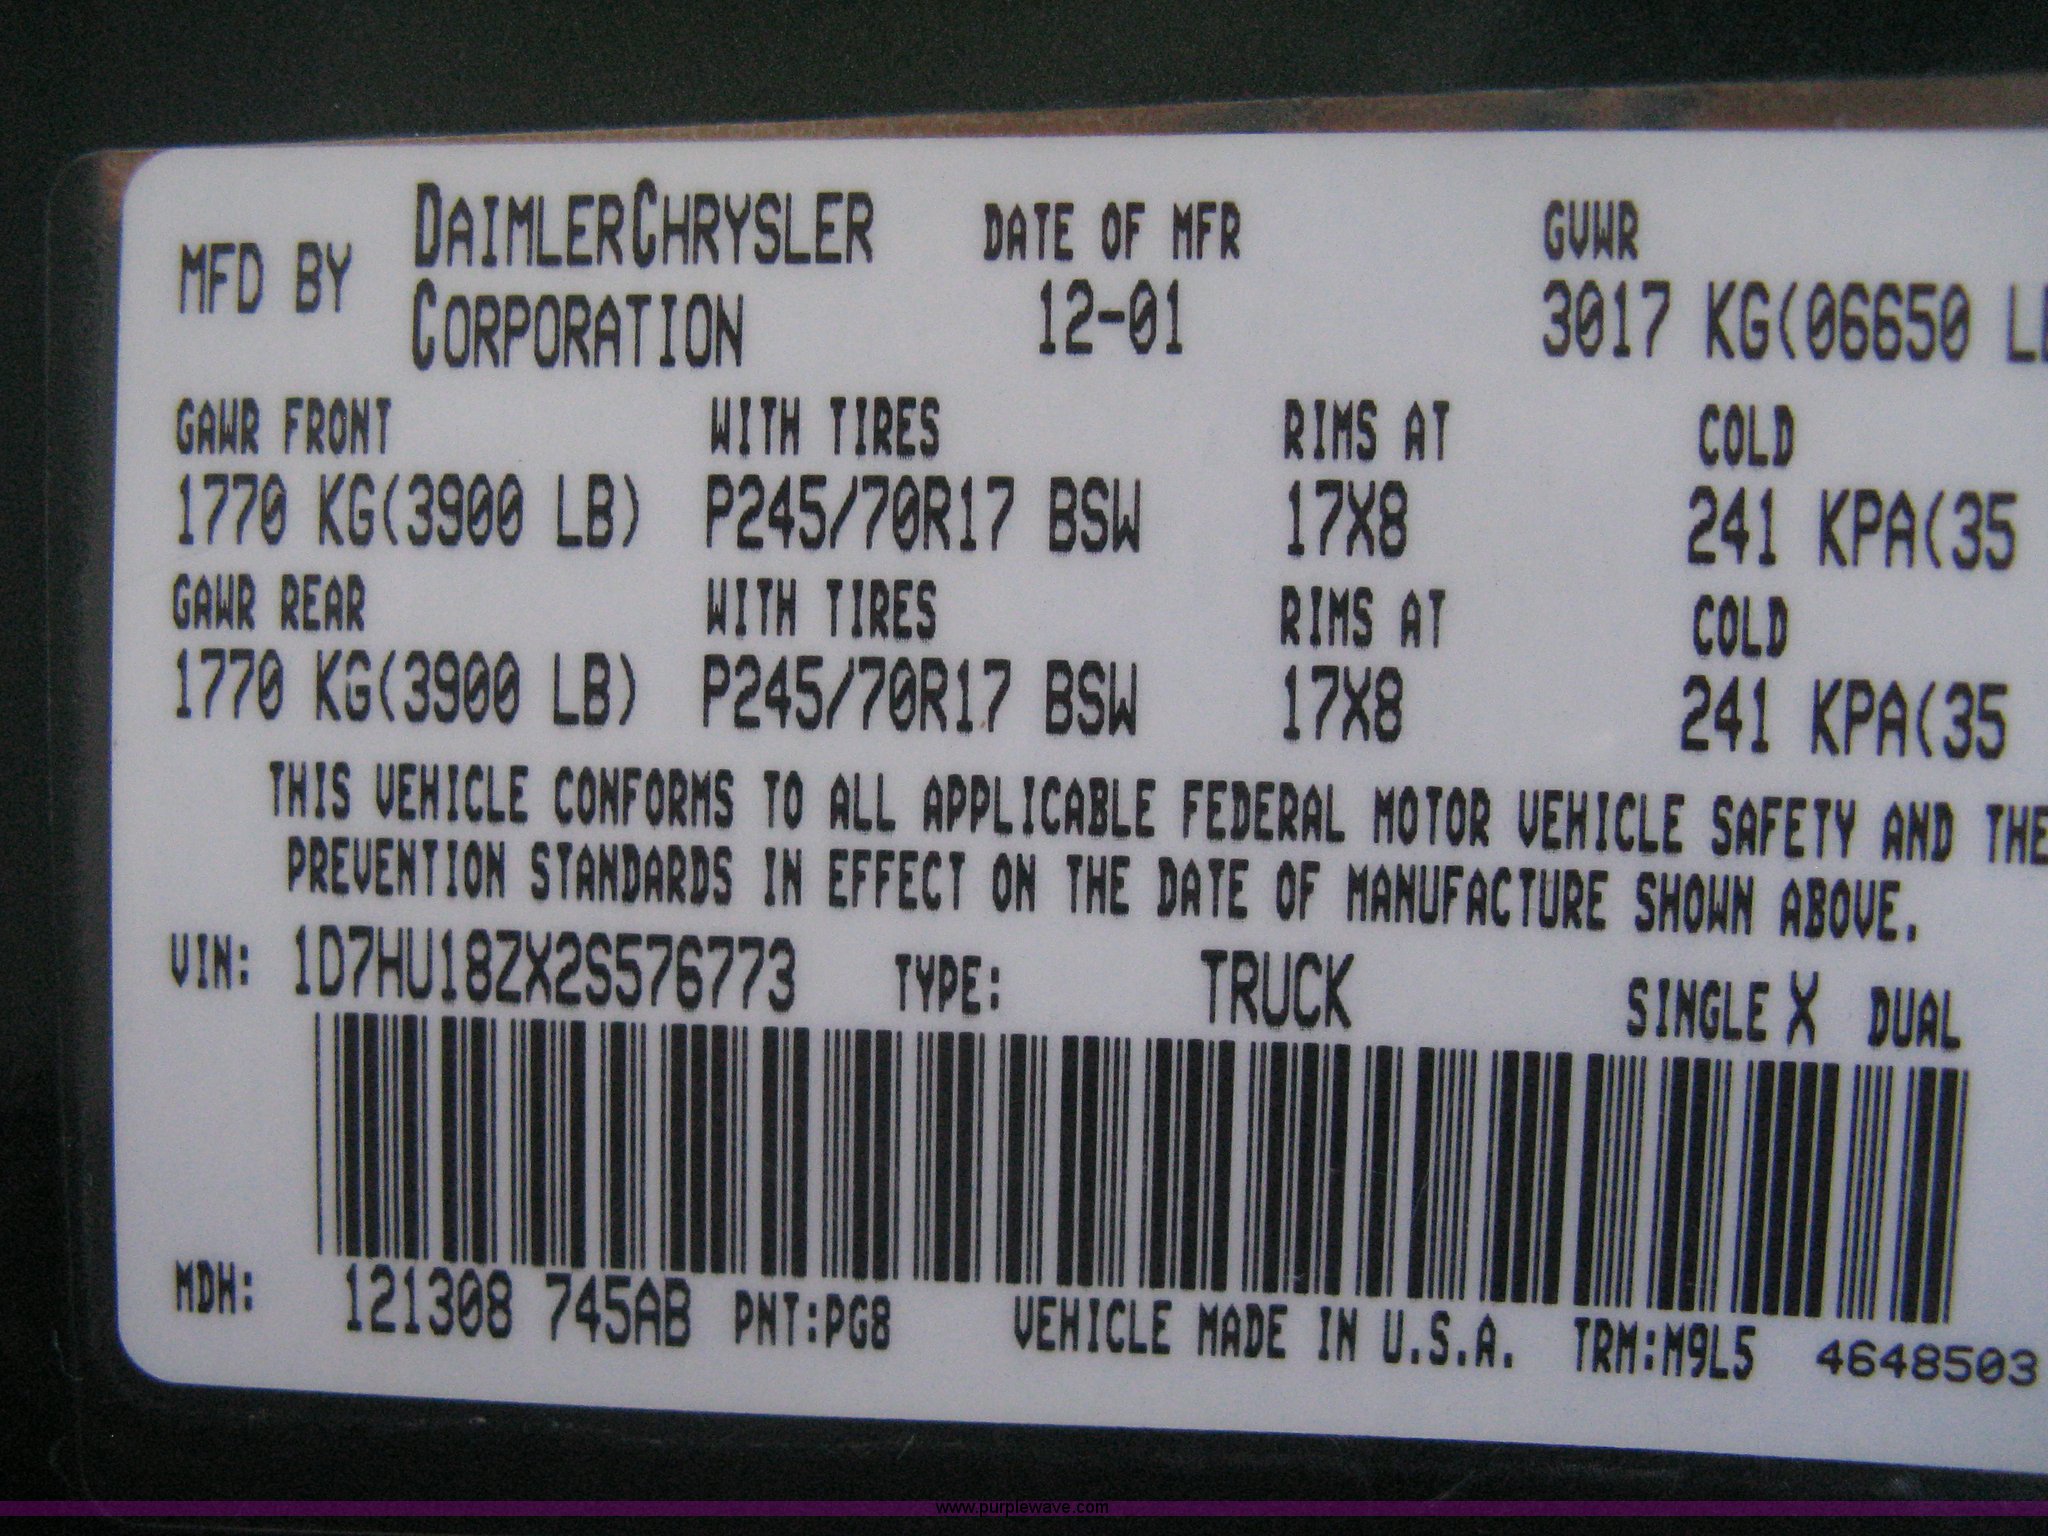 MFD BY DAIMLERCHRYSLER CORPORATION DATE OF MFR 12-01 GVWR
3017 KG(06650
GAWR FRONT WITH TIRES RIMS AT COLD
1770 KG(3900 LB) P245/70R17 BSW 17X8 241 KPA(35
GAWR REAR WITH TIRES RIMS AT COLD
1770 KG(3900 LB) P245/70R17 BSW 17X8 241 KPA(35
THIS VEHICLE CONFORMS TO ALL APPLICABLE FEDERAL MOTOR VEHICLE SAFETY AND THE
PREVENTION STANDARDS IN EFFECT ON THE DATE OF MANUFACTURE SHOWN ABOVE.
VIN: 1D7HU18ZX2S576773 TYPE: TRUCK SINGLE X DUAL
MDH: 121308 745AB PNT:PG8 VEHICLE MADE IN U.S.A. TRM:M9L5 4648503
www.purplewave.com